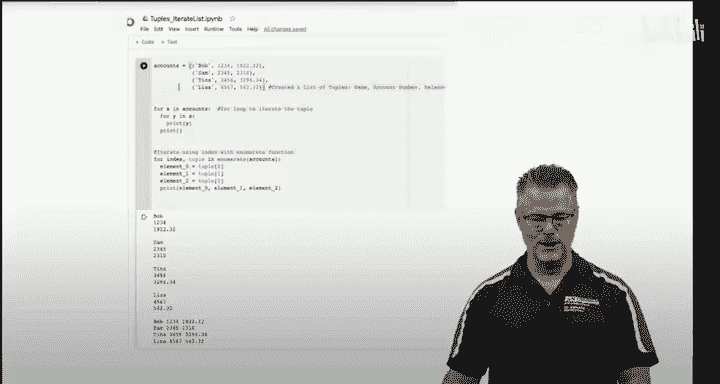 Tuples_IterateList.ipynb
File Edit View Insert Runtime Tools Help All changes saved
+ Code + Text
accounts = [('Bob', 1234, 1922.32),
('Sam', 2345, 2310),
('Tina', 3456, 3294.34),
('Lisa', 4567, 542.32)] #Created a List of Tuples: Name, Account Number, Balance
for x in accounts: #for loop to iterate the tuple
for y in x:
print(y)
print()
#Iterate using index with enumerate function
for index, tuple in enumerate(accounts):
element_0 = tuple[0]
element_1 = tuple[1]
element_2 = tuple[2]
print(element_0, element_1, element_2)
Bob
1234
1922.32
Sam
2345
2310
Tina
3456
3294.34
Lisa
4567
542.32
Bob 1234 1922.32
Sam 2345 2310
Tina 3456 3294.34
Lisa 4567 542.32